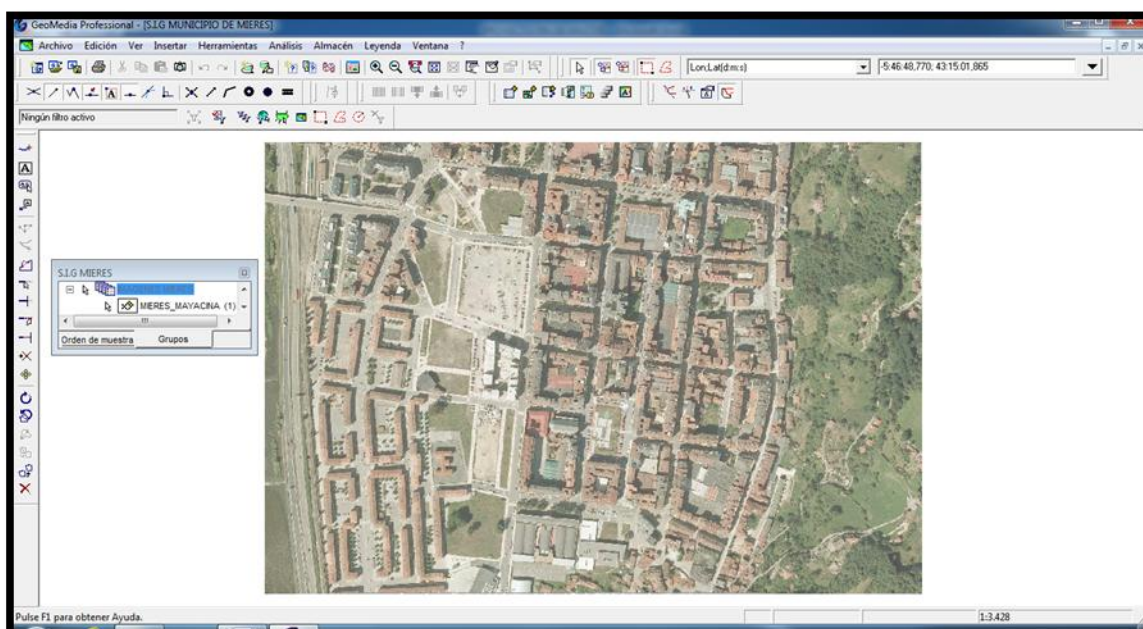 GeoMedia Professional - [S.I.G MUNICIPIO DE MIERES]
Archivo Edición Ver Insertar Herramientas Análisis Almacén Leyenda Ventana ?
Lon;Lat(d:m:s) -5:46:48,770; 43:15:01,865
Ningún filtro activo
S.I.G MIERES
IMAGENES MIERES
MIERES_MAYACINA (1)
Orden de muestra Grupos
Pulse F1 para obtener Ayuda.
1:3.428